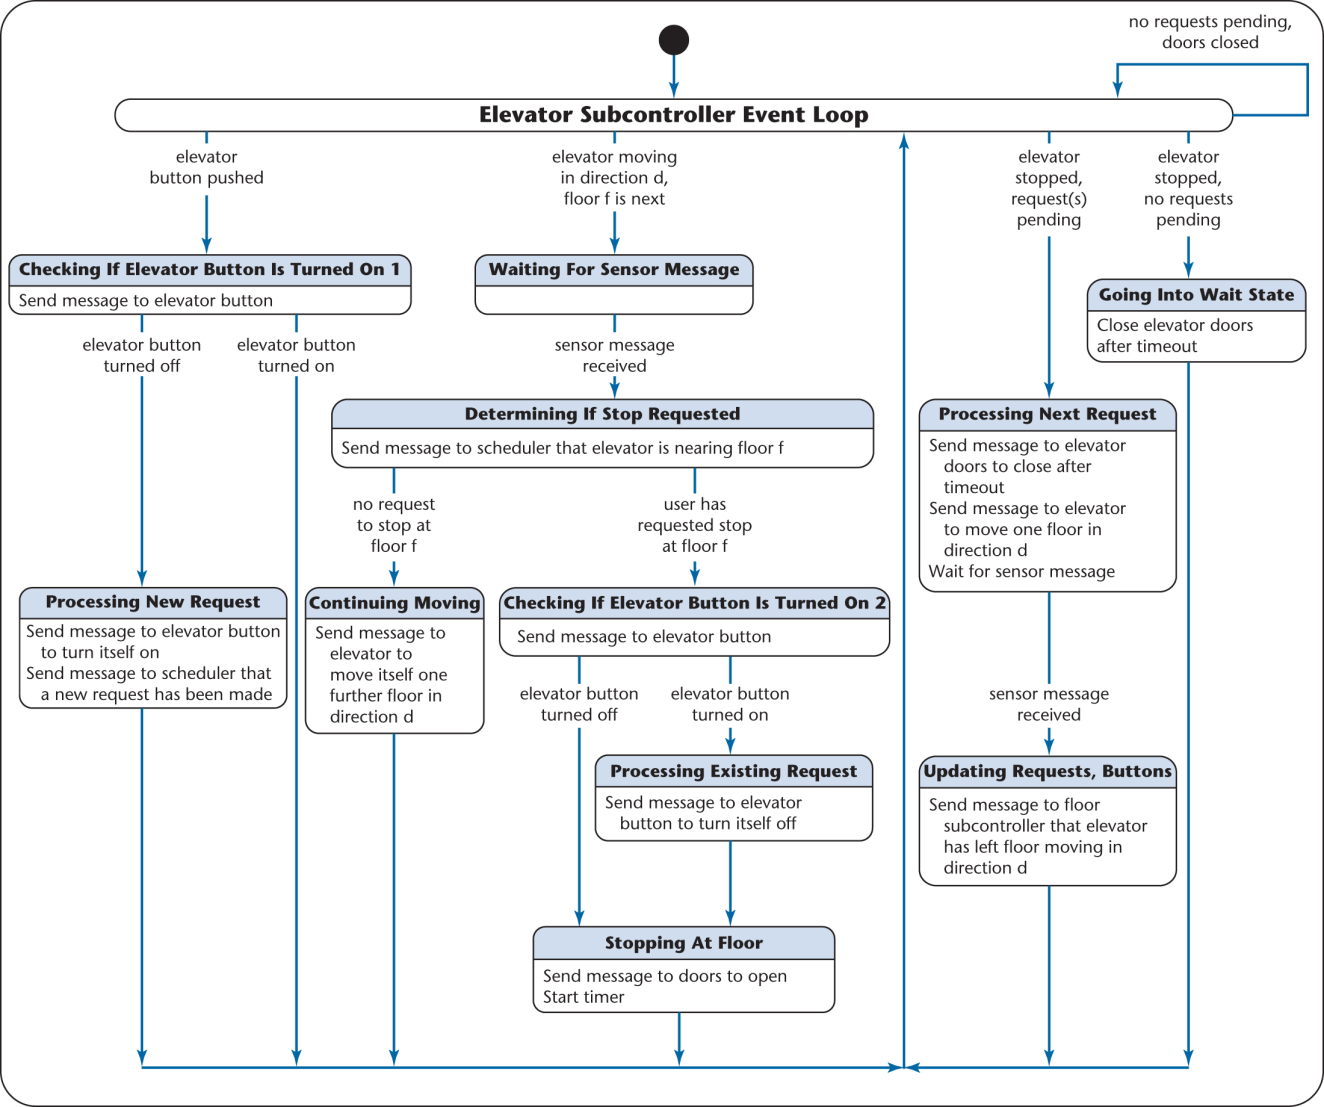 no requests pending,
doors closed
Elevator Subcontroller Event Loop
elevator
button pushed
elevator moving
in direction d,
floor f is next
elevator
stopped,
request(s)
pending
elevator
stopped,
no requests
pending
Checking If Elevator Button Is Turned On 1
Send message to elevator button
Waiting For Sensor Message
Going Into Wait State
Close elevator doors
after timeout
elevator button
turned off
elevator button
turned on
sensor message
received
Determining If Stop Requested
Send message to scheduler that elevator is nearing floor f
Processing Next Request
Send message to elevator
doors to close after
timeout
Send message to elevator
to move one floor in
direction d
Wait for sensor message
no request
to stop at
floor f
user has
requested stop
at floor f
Processing New Request
Send message to elevator button
to turn itself on
Send message to scheduler that
a new request has been made
Continuing Moving
Send message to
elevator to
move itself one
further floor in
direction d
Checking If Elevator Button Is Turned On 2
Send message to elevator button
elevator button
turned off
elevator button
turned on
sensor message
received
Processing Existing Request
Send message to elevator
button to turn itself off
Updating Requests, Buttons
Send message to floor
subcontroller that elevator
has left floor moving in
direction d
Stopping At Floor
Send message to doors to open
Start timer